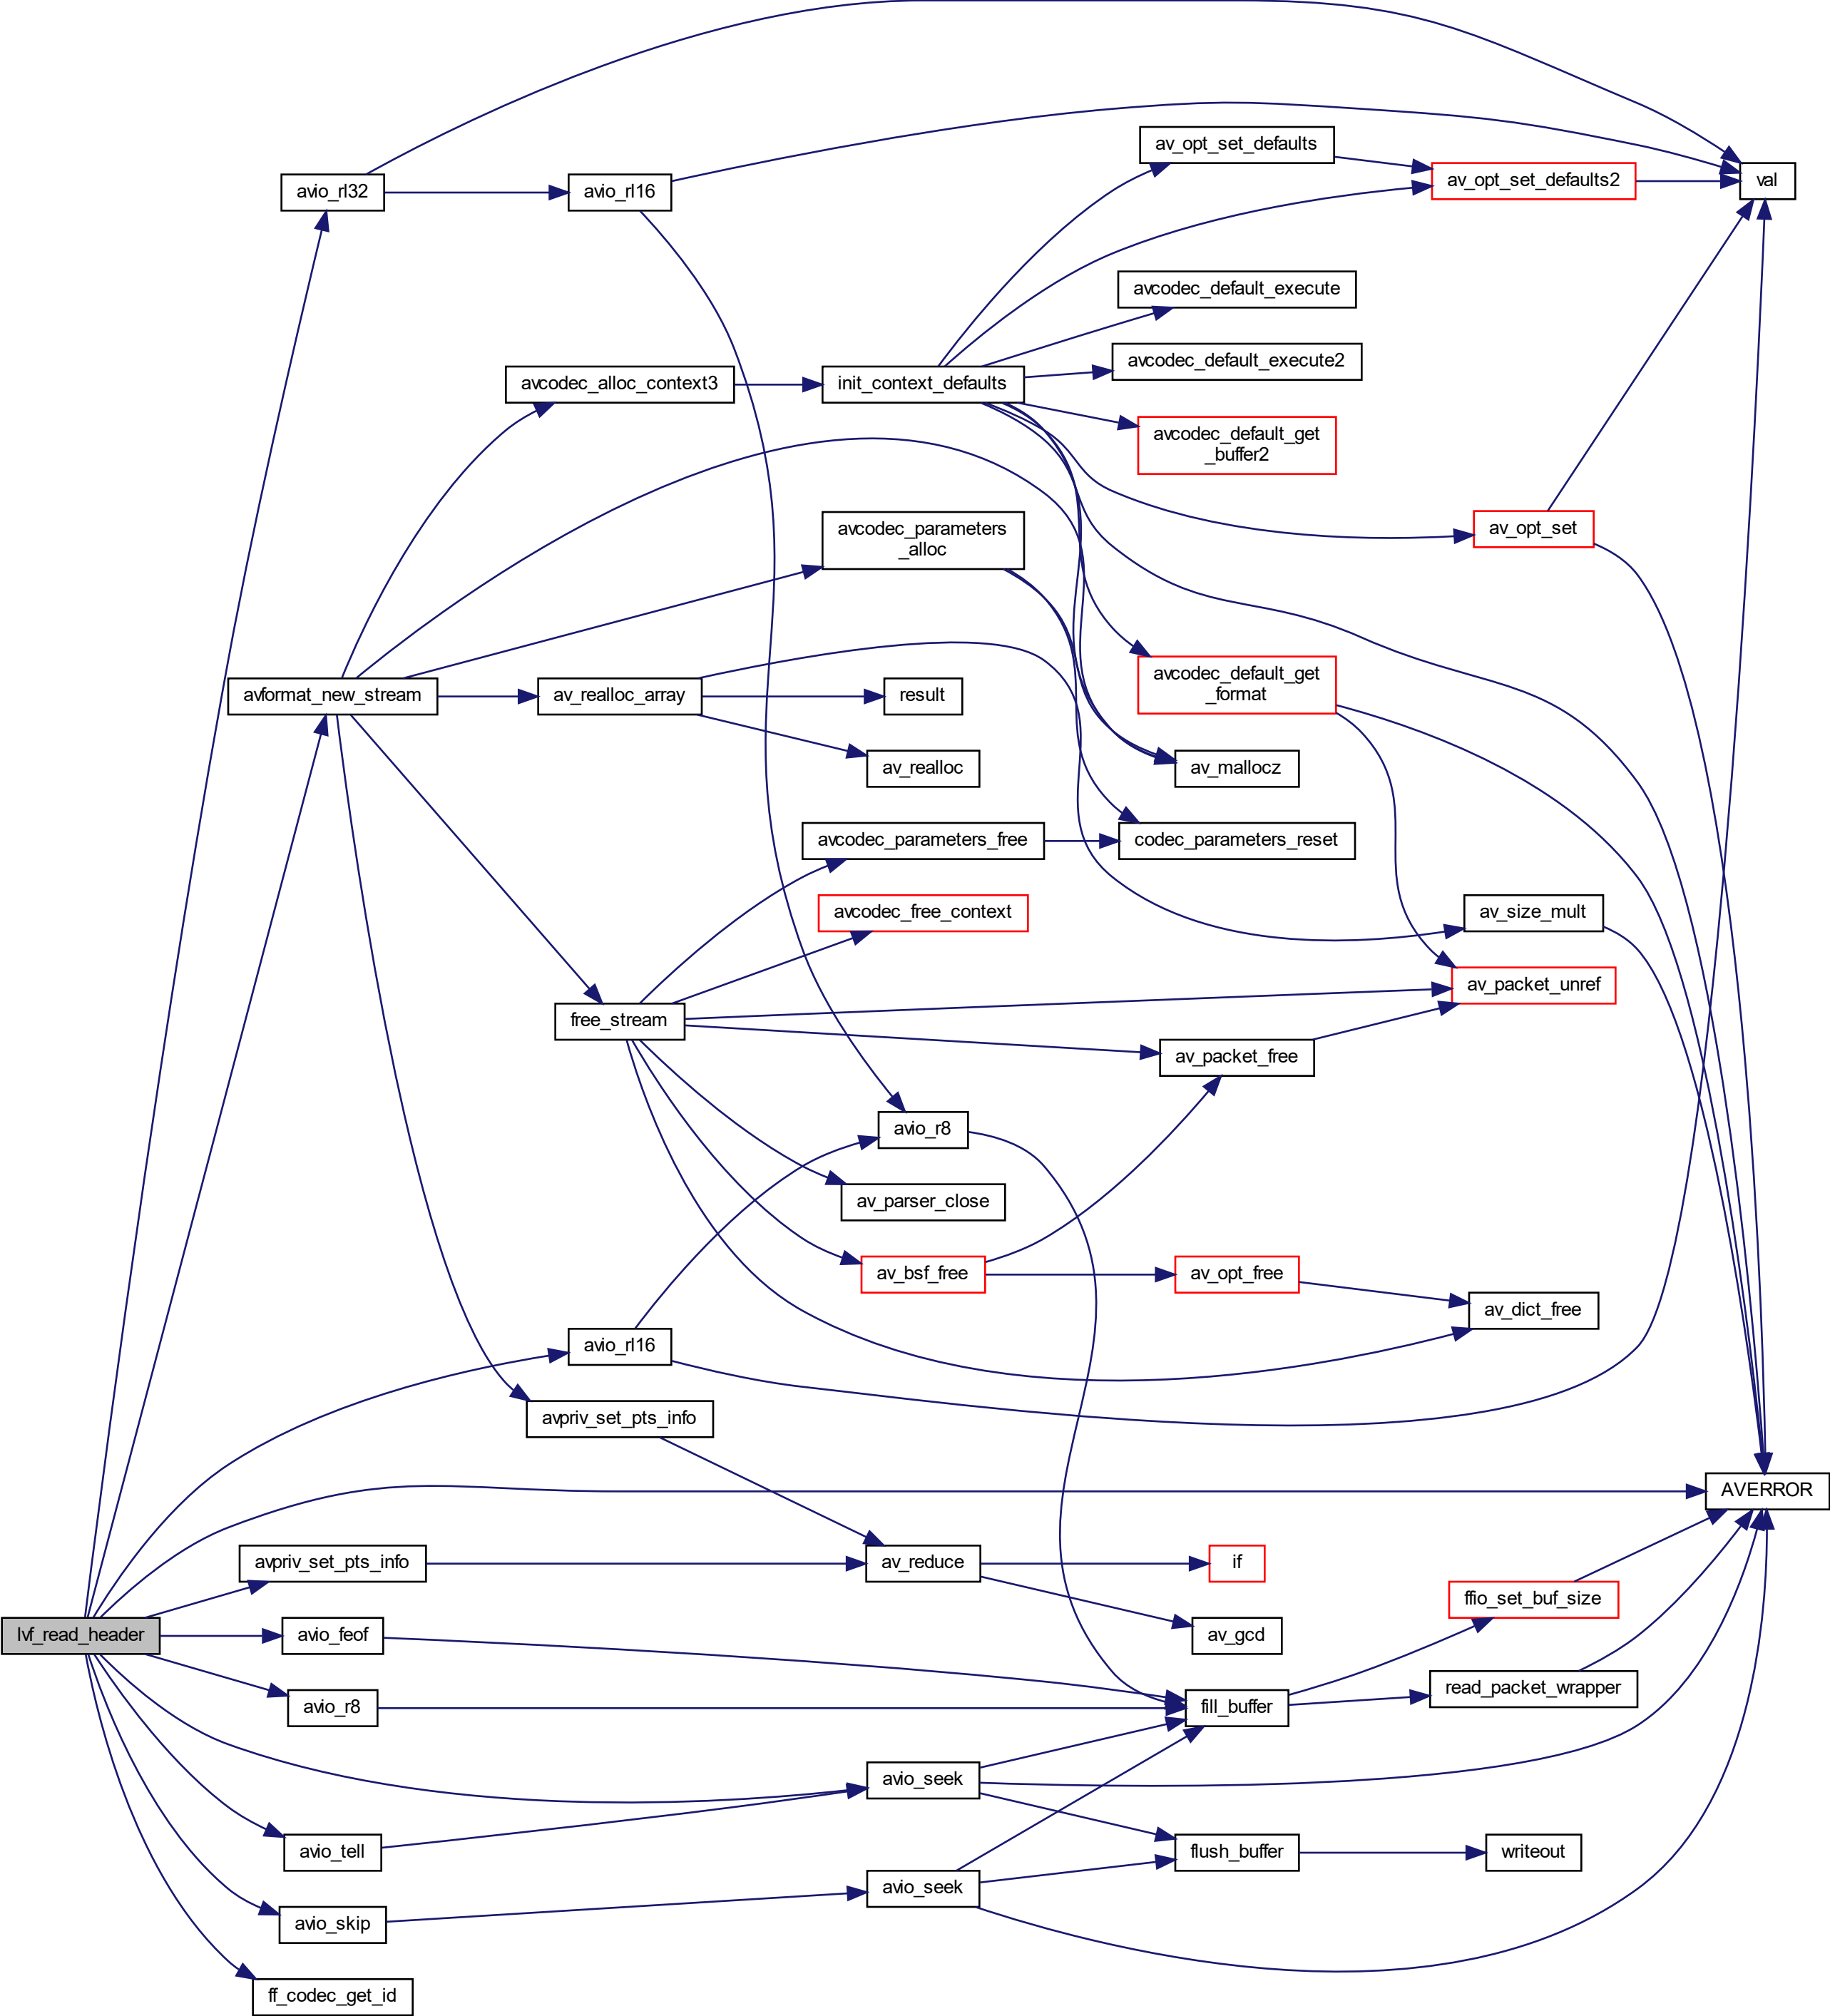 avio_rl32
avio_rl16
av_opt_set_defaults
av_opt_set_defaults2
val
avcodec_default_execute
avcodec_default_execute2
avcodec_alloc_context3
init_context_defaults
avcodec_default_get
_buffer2
avcodec_parameters
_alloc
av_opt_set
avformat_new_stream
av_realloc_array
result
avcodec_default_get
_format
av_realloc
av_mallocz
avcodec_parameters_free
codec_parameters_reset
avcodec_free_context
av_size_mult
av_packet_unref
free_stream
av_packet_free
avio_r8
av_parser_close
av_bsf_free
av_opt_free
av_dict_free
avio_rl16
avpriv_set_pts_info
AVERROR
avpriv_set_pts_info
av_reduce
if
ffio_set_buf_size
lvf_read_header
avio_feof
av_gcd
read_packet_wrapper
avio_r8
fill_buffer
avio_seek
avio_tell
flush_buffer
writeout
avio_seek
avio_skip
ff_codec_get_id